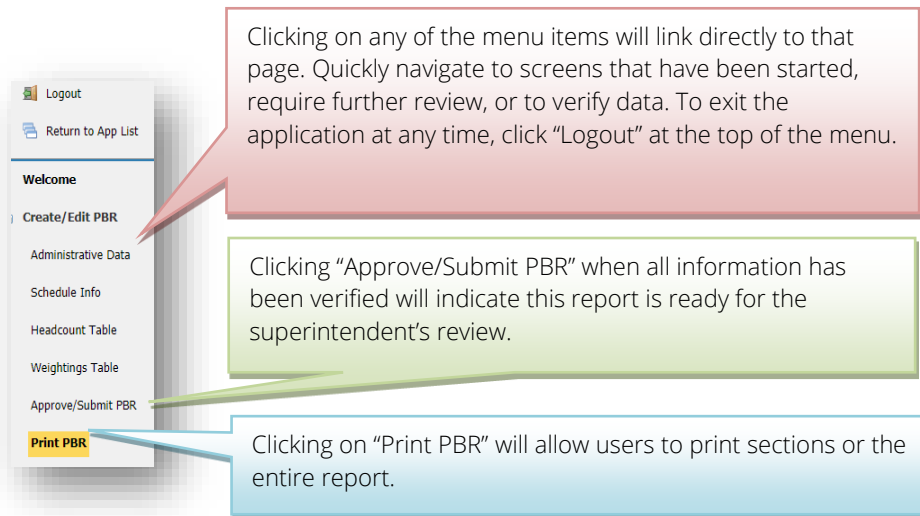 Logout
Return to App List
Welcome
Create/Edit PBR
Administrative Data
Schedule Info
Headcount Table
Weightings Table
Approve/Submit PBR
Print PBR
Clicking on any of the menu items will link directly to that
page. Quickly navigate to screens that have been started,
require further review, or to verify data. To exit the
application at any time, click “Logout” at the top of the menu.
Clicking “Approve/Submit PBR” when all information has
been verified will indicate this report is ready for the
superintendent’s review.
Clicking on “Print PBR” will allow users to print sections or the
entire report.